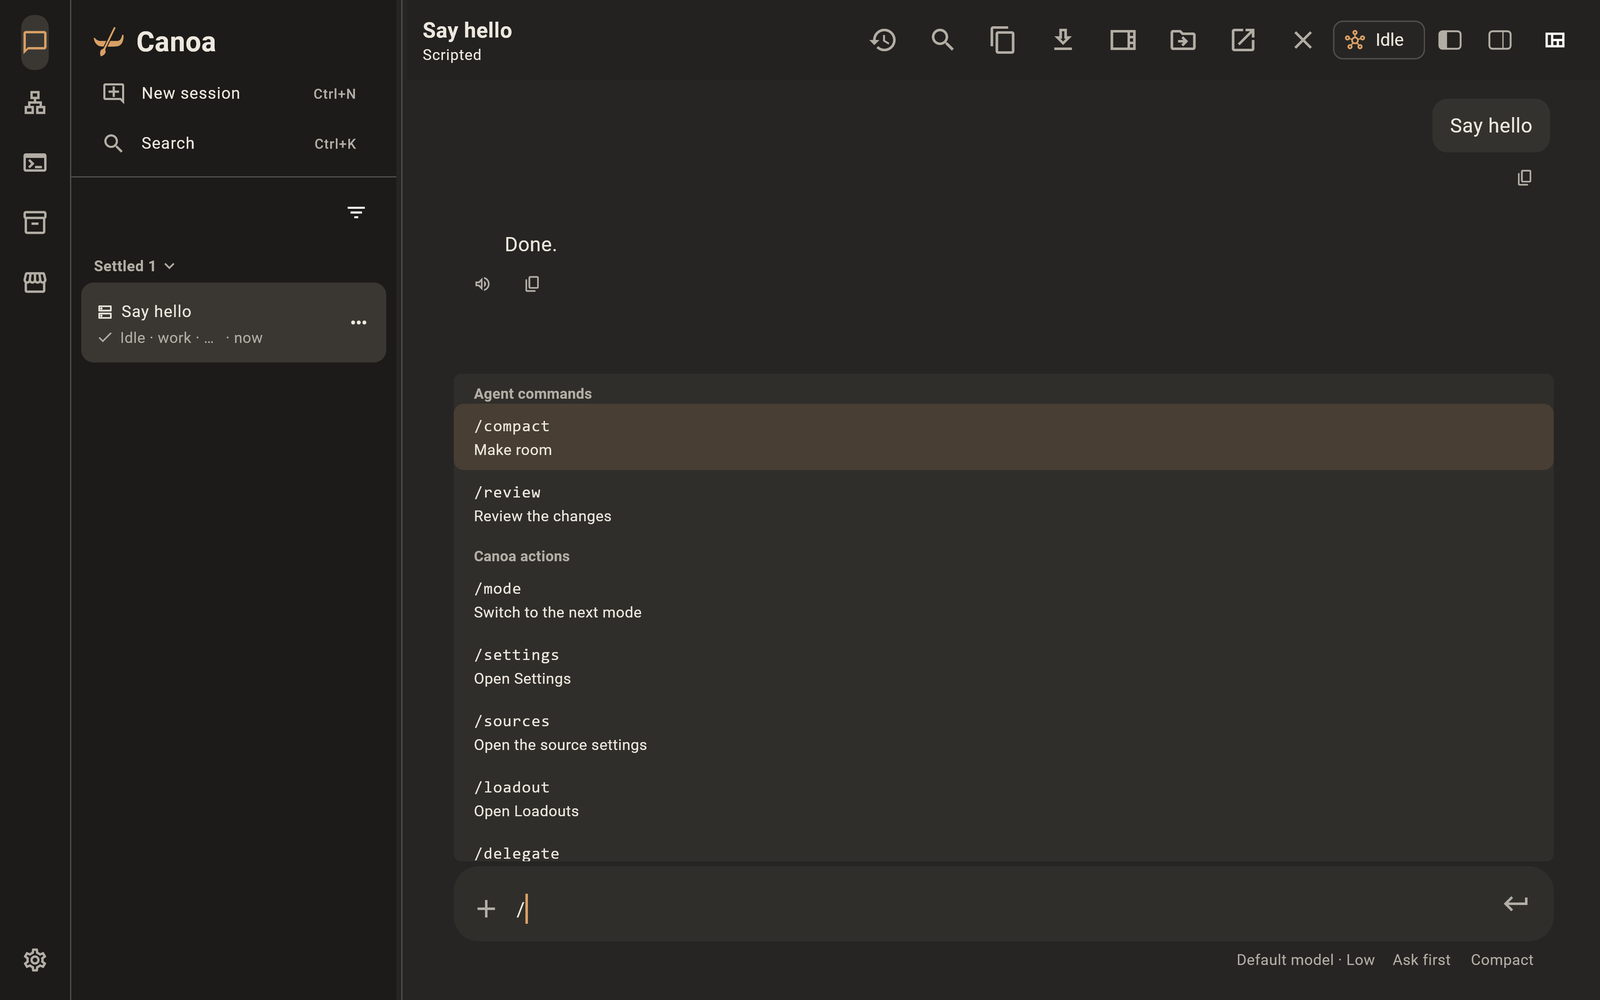 Canoa
New session Ctrl+N
Search Ctrl+K
Settled 1
Say hello
Idle · work · … · now
Say hello
Scripted
Idle
Say hello
Done.
Agent commands
/compact
Make room
/review
Review the changes
Canoa actions
/mode
Switch to the next mode
/settings
Open Settings
/sources
Open the source settings
/loadout
Open Loadouts
/delegate
/
Default model · Low Ask first Compact